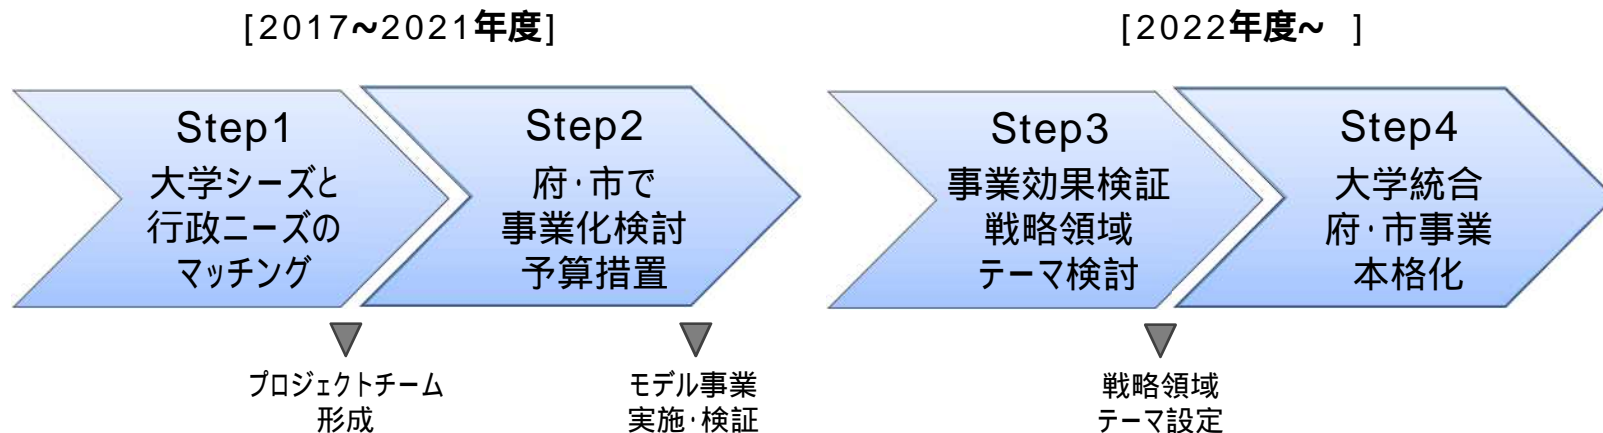 [2017~2021年度]
[2022年度~ ]
Step1
大学シーズと
行政ニーズの
マッチング
Step2
府・市で
事業化検討
予算措置
Step3
事業効果検証
戦略領域
テーマ検討
Step4
大学統合
府・市事業
本格化
プロジェクトチーム
形成
モデル事業
実施・検証
戦略領域
テーマ設定